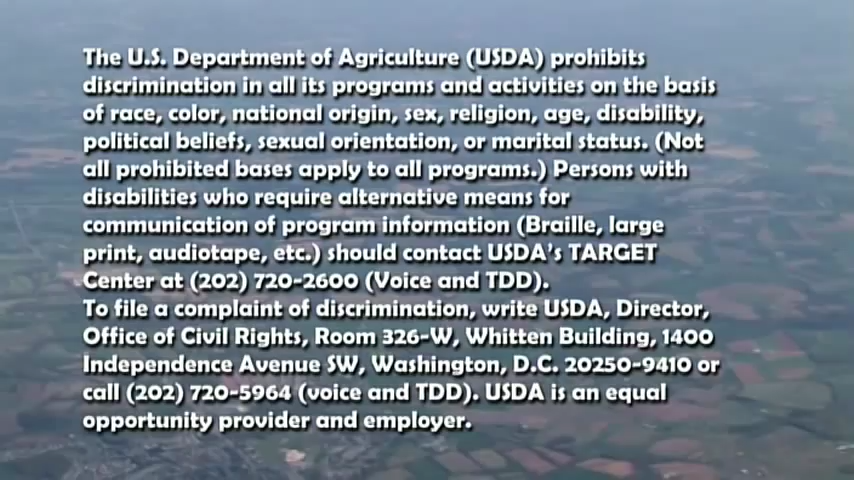 The U.S. Department of Agriculture (USDA) prohibits
discrimination in all its programs and activities on the basis
of race, color, national origin, sex, religion, age, disability,
political beliefs, sexual orientation, or marital status. (Not
all prohibited bases apply to all programs.) Persons with
disabilities who require alternative means for
communication of program information (Braille, large
print, audiotape, etc.) should contact USDA's TARGET
Center at (202) 720-2600 (Voice and TDD).
To file a complaint of discrimination, write USDA, Director,
Office of Civil Rights, Room 326-W, Whitten Building, 1400
Independence Avenue SW, Washington, D.C. 20250-9410 or
call (202) 720-5964 (voice and TDD). USDA is an equal
opportunity provider and employer.